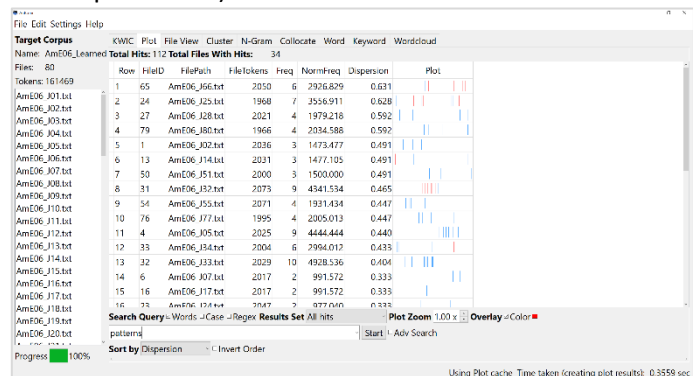 File Edit Settings Help
Target Corpus
Name: AmE06_Learned
Files: 80
Tokens: 161469
AmE06_J01.txt
AmE06_J02.txt
AmE06_J03.txt
AmE06_J04.txt
AmE06_J05.txt
AmE06_J06.txt
AmE06_J07.txt
AmE06_J08.txt
AmE06_J09.txt
AmE06_J10.txt
AmE06_J11.txt
AmE06_J12.txt
AmE06_J13.txt
AmE06_J14.txt
AmE06_J15.txt
AmE06_J16.txt
AmE06_J17.txt
AmE06_J18.txt
AmE06_J19.txt
AmE06_J20.txt
Progress 100%
KWIC Plot File View Cluster N-Gram Collocate Word Keyword Wordcloud
Total Hits: 112 Total Files With Hits: 34
Row FileID FilePath FileTokens Freq NormFreq Dispersion Plot
1 65 AmE06_J66.txt 2050 6 2926.829 0.631
2 24 AmE06_J25.txt 1968 7 3556.911 0.628
3 27 AmE06_J28.txt 2021 4 1979.218 0.592
4 79 AmE06_J80.txt 1966 4 2034.588 0.592
5 1 AmE06_J02.txt 2036 3 1473.477 0.491
6 13 AmE06_J14.txt 2031 3 1477.105 0.491
7 50 AmE06_J51.txt 2000 3 1500.000 0.491
8 31 AmE06_J32.txt 2073 9 4341.534 0.465
9 54 AmE06_J55.txt 2071 4 1931.434 0.447
10 76 AmE06_J77.txt 1995 4 2005.013 0.447
11 4 AmE06_J05.txt 2025 9 4444.444 0.440
12 33 AmE06_J34.txt 2004 6 2994.012 0.433
13 32 AmE06_J33.txt 2029 10 4928.536 0.404
14 6 AmE06_J07.txt 2017 2 991.572 0.333
15 16 AmE06_J17.txt 2017 2 991.572 0.333
16 23 AmE06_J24.txt 2047 2 977.040 0.333
Search Query Words Case Regex Results Set All hits Plot Zoom 1.00 x Overlay Color
patterns Start Adv Search
Sort by Dispersion Invert Order
Using Plot cache Time taken (creating plot results): 0.3559 sec